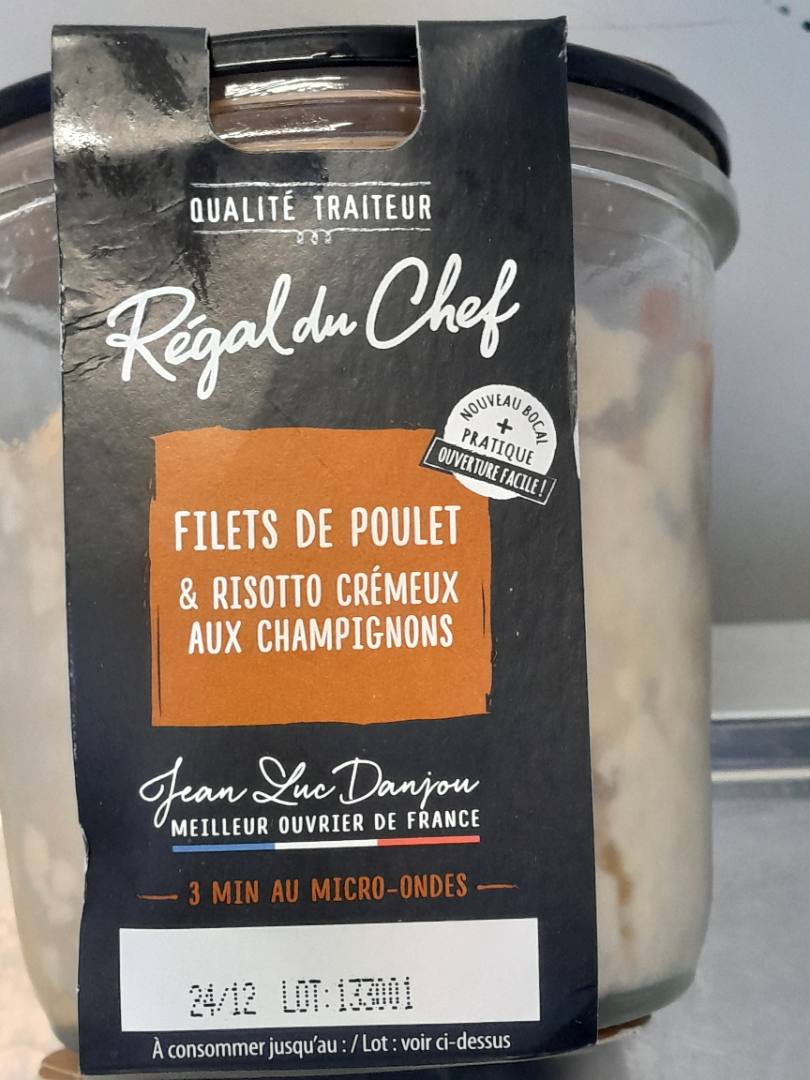 QUALITÉ TRAITEUR
Régal du Chef
NOUVEAU BOCAL
+
PRATIQUE
OUVERTURE FACILE !
FILETS DE POULET
& RISOTTO CRÉMEUX
AUX CHAMPIGNONS
Jean Luc Danjou
MEILLEUR OUVRIER DE FRANCE
3 MIN AU MICRO-ONDES
24/12 LOT:133001
À consommer jusqu'au : / Lot : voir ci-dessus